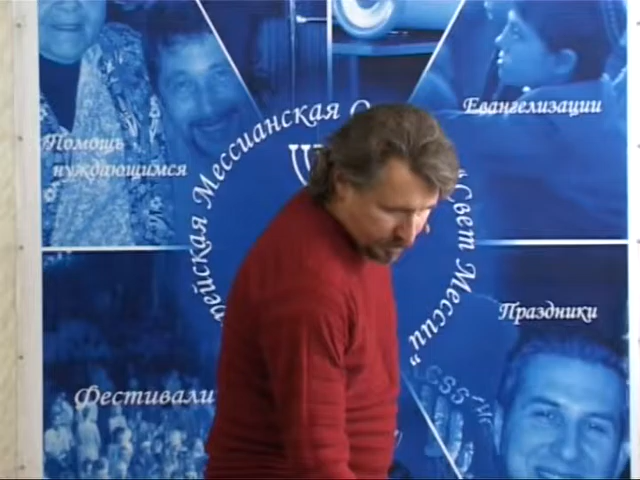 Помощь
нуждающимся
Евангелизации
ейская Мессианская О
"Свет Мессии"
Праздники
Фестивали